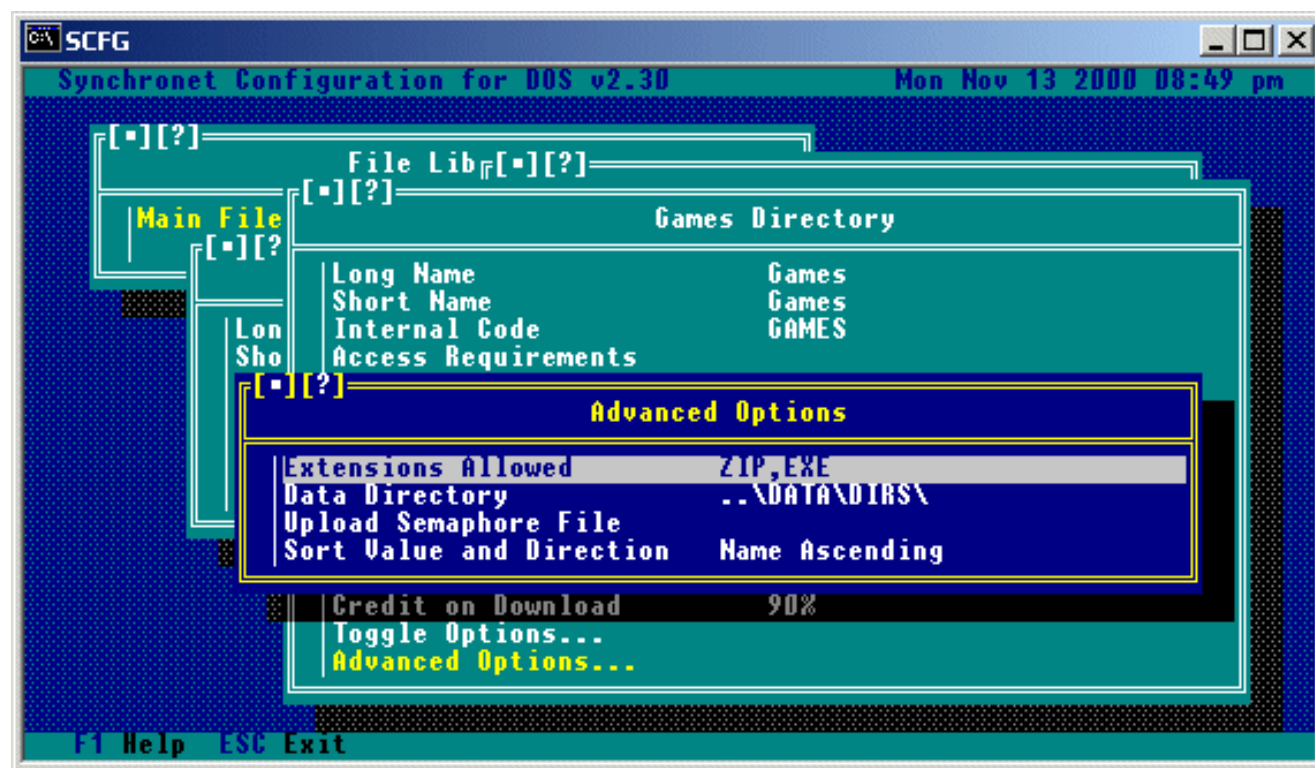 SCFG
Synchronet Configuration for DOS v2.30 Mon Nov 13 2000 08:49 pm
[▪][?]
File Lib [▪][?]
[▪][?]
Main File Games Directory
[▪][?
Long Name Games
Short Name Games
Lon Internal Code GAMES
Sho Access Requirements
[▪][?]
Advanced Options
Extensions Allowed ZIP,EXE
Data Directory ..\DATA\DIRS\
Upload Semaphore File
Sort Value and Direction Name Ascending
Credit on Download 90%
Toggle Options...
Advanced Options...
F1 Help ESC Exit